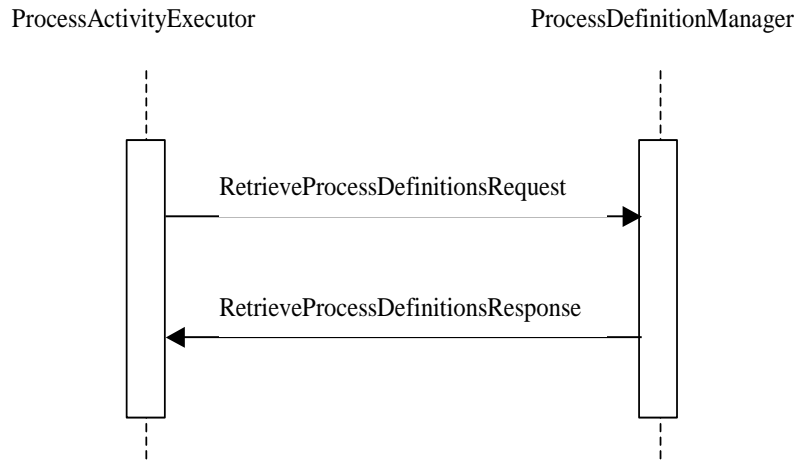 ProcessActivityExecutor
ProcessDefinitionManager
RetrieveProcessDefinitionsRequest
RetrieveProcessDefinitionsResponse